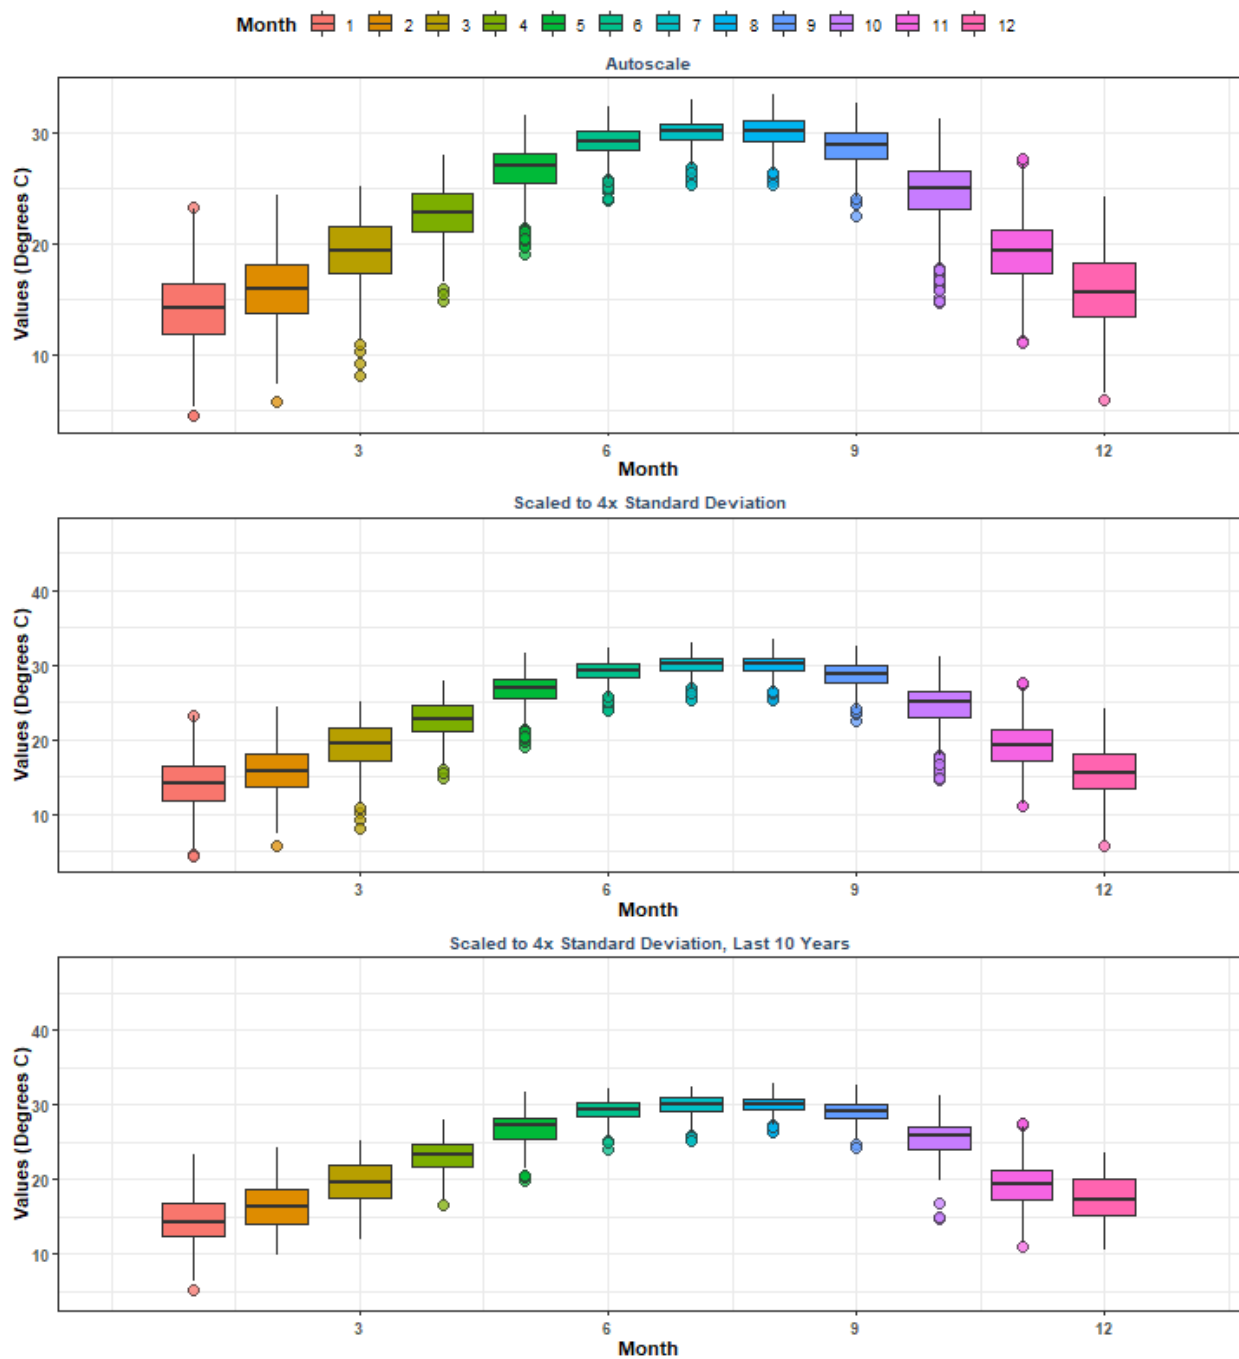 Month 1 2 3 4 5 6 7 8 9 10 11 12
Autoscale
Values (Degrees C)
30
20
10
3 6 9 12
Month
Scaled to 4x Standard Deviation
Values (Degrees C)
40
30
20
10
3 6 9 12
Month
Scaled to 4x Standard Deviation, Last 10 Years
Values (Degrees C)
40
30
20
10
3 6 9 12
Month